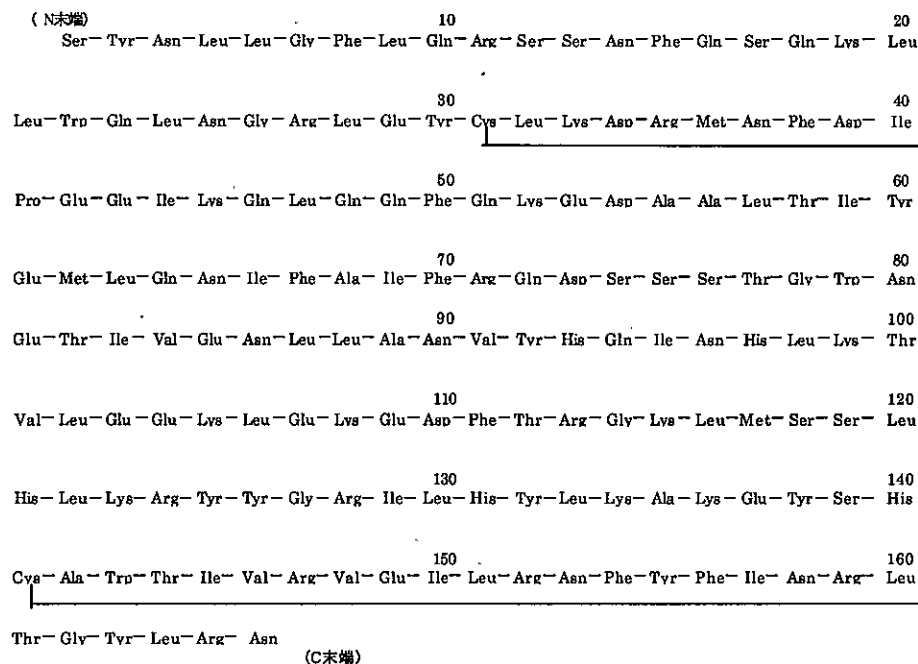 ( N末端)
10 20
Ser－Tyr－Asn－Leu－Leu－Gly－Phe－Leu－Gln－Arg－Ser－Ser－Asn－Phe－Gln－Ser－Gln－Lys－Leu
30 40
Leu－Trp－Gln－Leu－Asn－Gly－Arg－Leu－Glu－Tyr－Cys－Leu－Lys－Asp－Arg－Met－Asn－Phe－Asp－Ile
50 60
Pro－Glu－Glu－Ile－Lys－Gln－Leu－Gln－Gln－Phe－Gln－Lys－Glu－Asp－Ala－Ala－Leu－Thr－Ile－Tyr
70 80
Glu－Met－Leu－Gln－Asn－Ile－Phe－Ala－Ile－Phe－Arg－Gln－Asp－Ser－Ser－Ser－Thr－Gly－Trp－Asn
90 100
Glu－Thr－Ile－Val－Glu－Asn－Leu－Leu－Ala－Asn－Val－Tyr－His－Gln－Ile－Asn－His－Leu－Lys－Thr
110 120
Val－Leu－Glu－Glu－Lys－Leu－Glu－Lys－Glu－Asp－Phe－Thr－Arg－Gly－Lys－Leu－Met－Ser－Ser－Leu
130 140
His－Leu－Lys－Arg－Tyr－Tyr－Gly－Arg－Ile－Leu－His－Tyr－Leu－Lys－Ala－Lys－Glu－Tyr－Ser－His
150 160
Cys－Ala－Trp－Thr－Ile－Val－Arg－Val－Glu－Ile－Leu－Arg－Asn－Phe－Tyr－Phe－Ile－Asn－Arg－Leu
Thr－Gly－Tyr－Leu－Arg－Asn
(C末端)